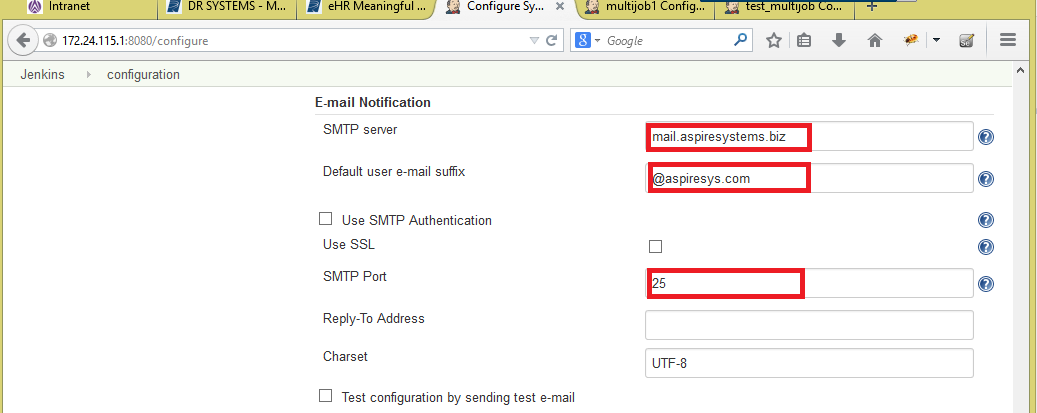 Intranet
DR SYSTEMS - M...
eHR Meaningful ...
Configure Sy...
multijob1 Config...
test_multijob Co...
172.24.115.1:8080/configure
Google
Jenkins
configuration
E-mail Notification
SMTP server
mail.aspiresystems.biz
Default user e-mail suffix
@aspiresys.com
Use SMTP Authentication
Use SSL
SMTP Port
25
Reply-To Address
Charset
UTF-8
Test configuration by sending test e-mail